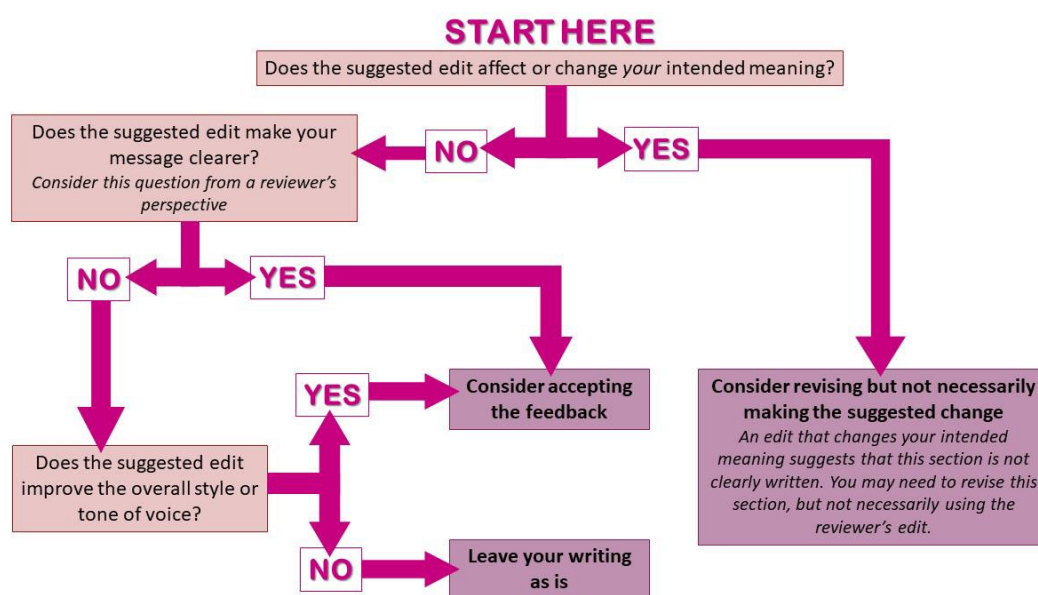 START HERE
Does the suggested edit affect or change your intended meaning?
Does the suggested edit make your
message clearer?
Consider this question from a reviewer's
perspective
NO
YES
NO
YES
YES
Consider accepting
the feedback
Consider revising but not necessarily
making the suggested change
An edit that changes your intended
meaning suggests that this section is not
clearly written. You may need to revise this
section, but not necessarily using the
reviewer's edit.
Does the suggested edit
improve the overall style or
tone of voice?
NO
Leave your writing
as is